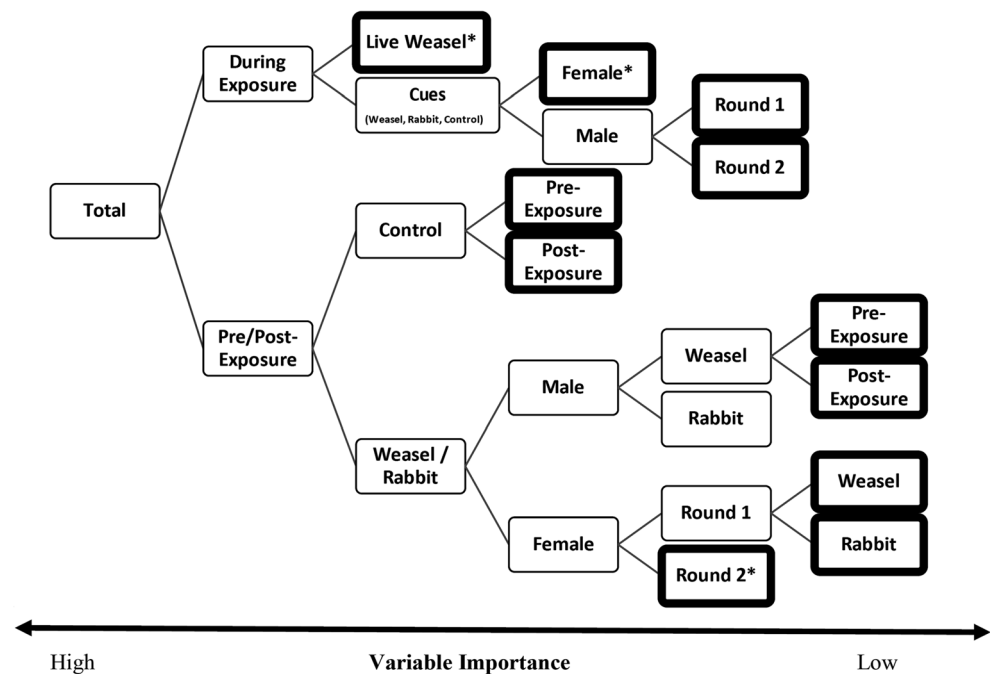 Live Weasel*
During
Exposure
Cues
(Weasel, Rabbit, Control)
Female*
Male
Round 1
Round 2
Total
Pre-
Exposure
Control
Post-
Exposure
Pre/Post-
Exposure
Pre-
Exposure
Weasel
Post-
Exposure
Male
Rabbit
Weasel /
Rabbit
Weasel
Round 1
Rabbit
Female
Round 2*
High Variable Importance Low